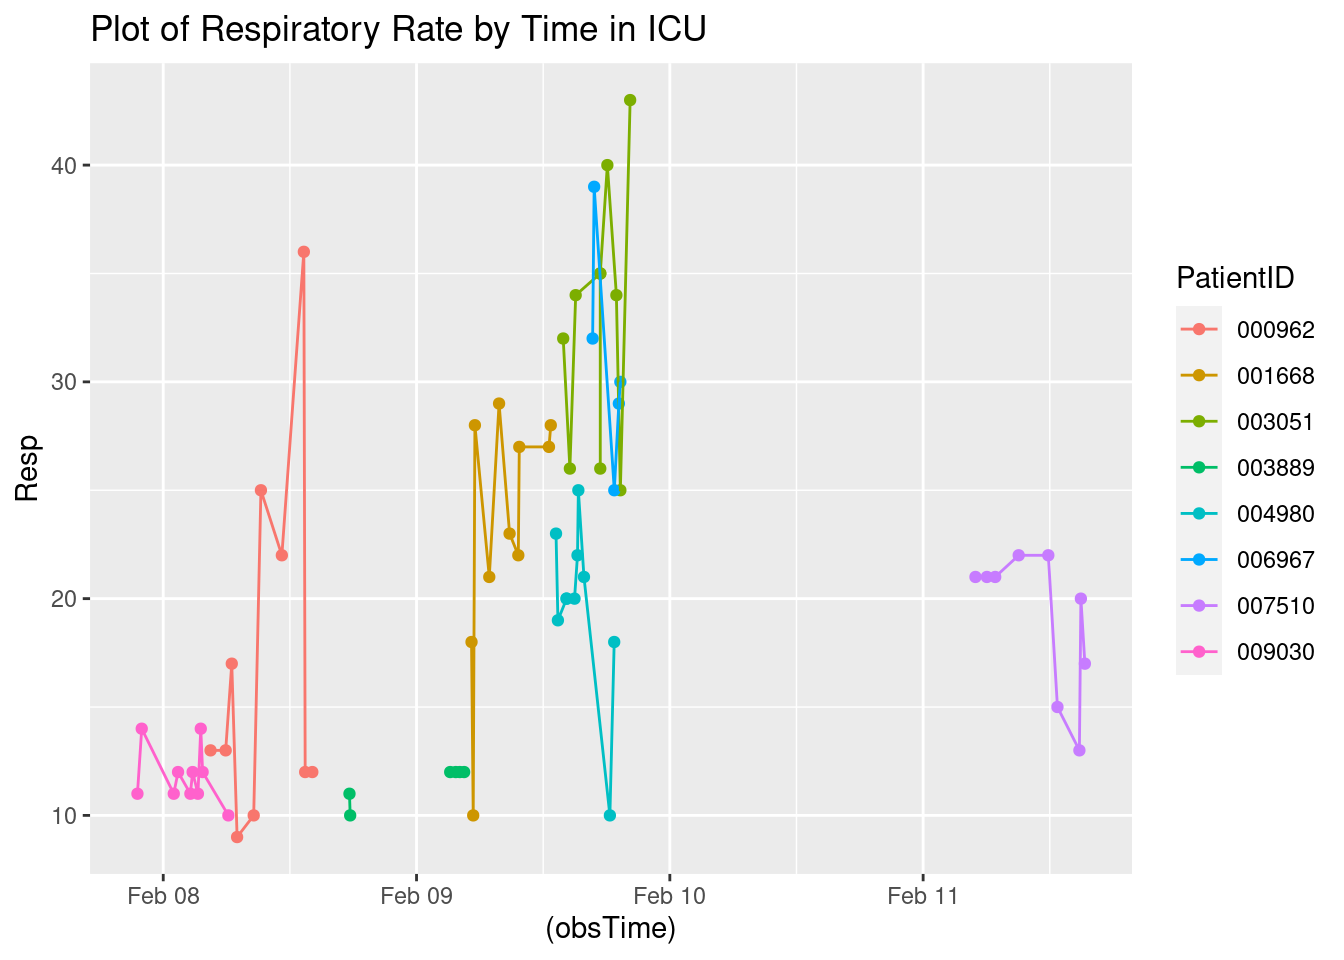 Plot of Respiratory Rate by Time in ICU
Resp
40
30
20
10
Feb 08
Feb 09
Feb 10
Feb 11
(obsTime)
PatientID
000962
001668
003051
003889
004980
006967
007510
009030